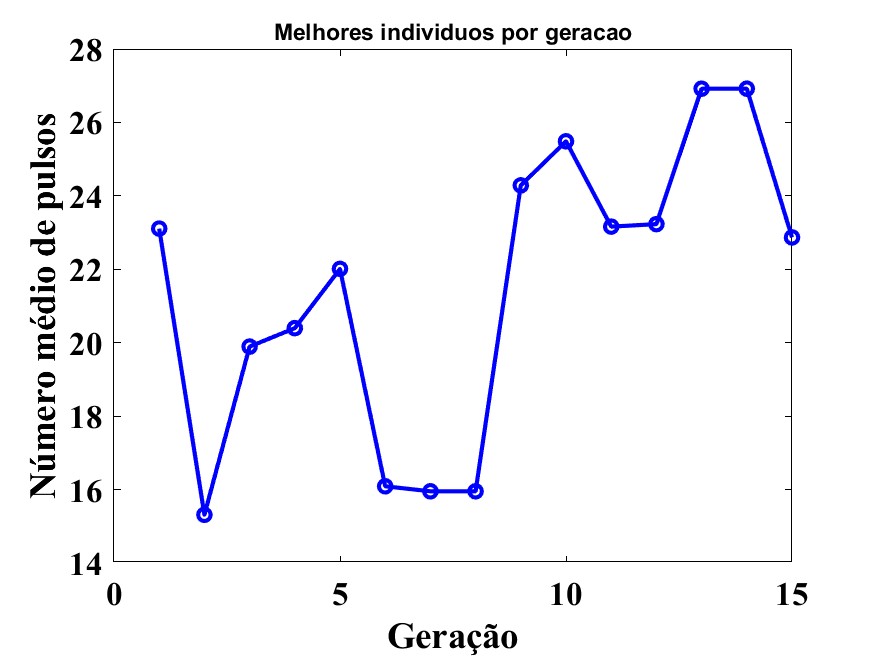 Melhores individuos por geracao
28
26
24
22
20
18
16
14
Número médio de pulsos
0 5 10 15
Geração